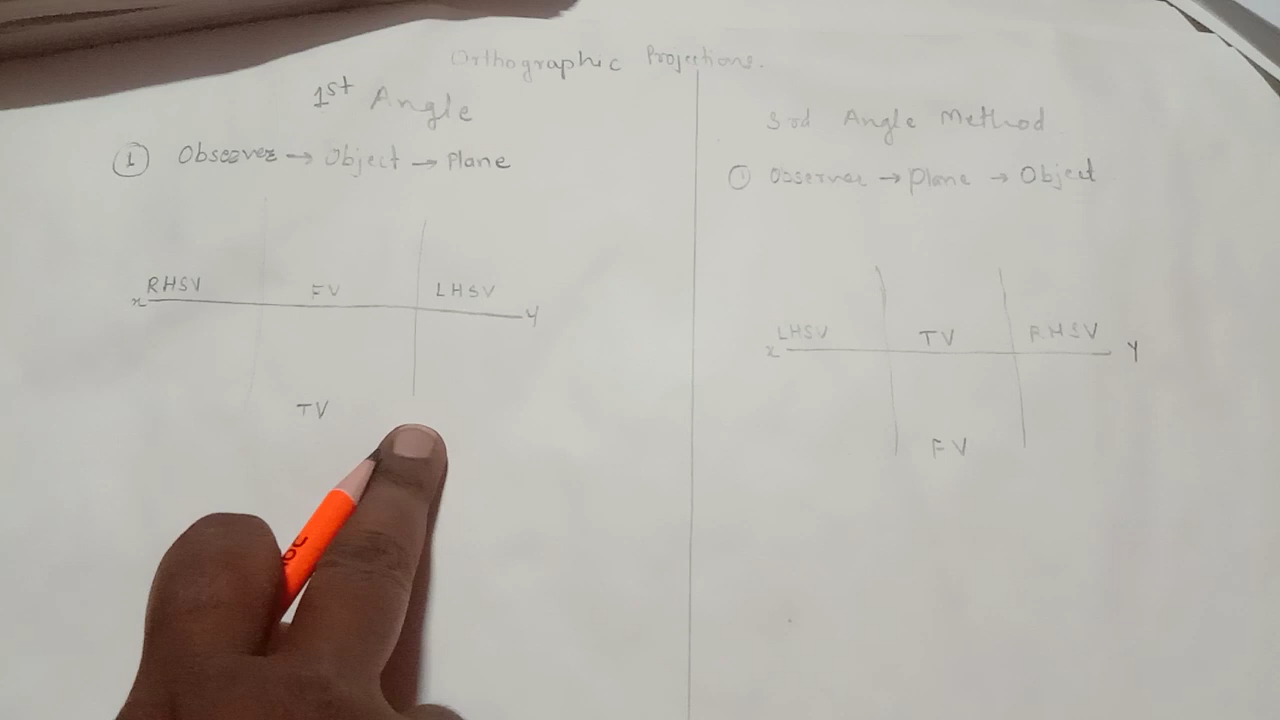 Orthographic Projections.
1st Angle
① Observer → Object → Plane
RHSV FV LHSV
x y
TV
3rd Angle Method
① Observer → Plane → Object
LHSV TV RHSV
x y
FV